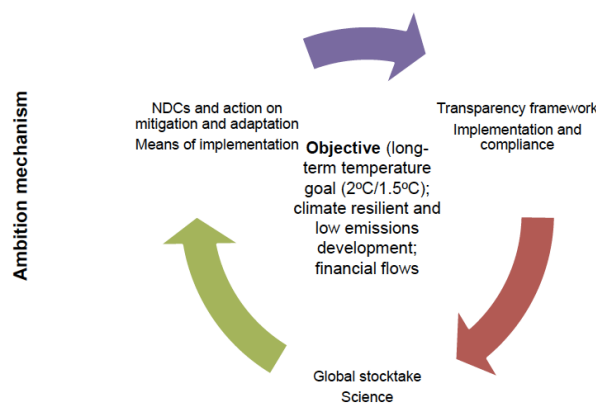 Ambition mechanism
NDCs and action on
mitigation and adaptation
Means of implementation
Transparency framework
Implementation and
compliance
Objective (long-
term temperature
goal (2ºC/1.5ºC);
climate resilient and
low emissions
development;
financial flows
Global stocktake
Science